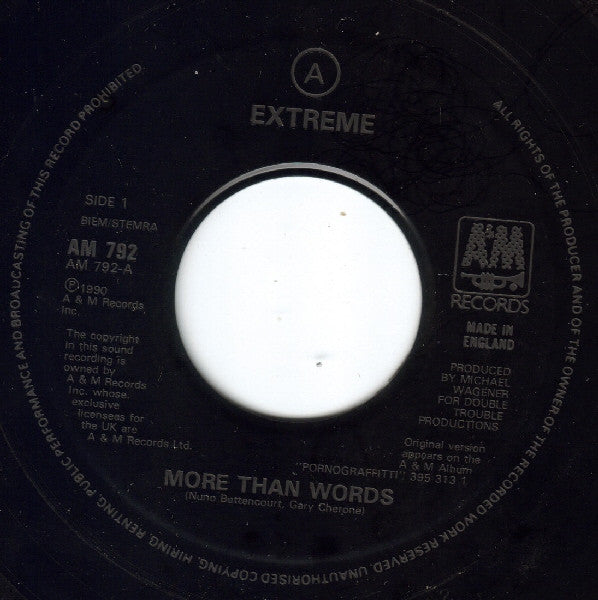 A
EXTREME
SIDE 1
BIEM/STEMRA
AM 792
AM 792-A
Ⓟ1990
A & M Records
Inc.
The copyright
in this sound
recording is
owned by
A & M Records
Inc. whose
exclusive
licensees for
the UK are
A & M Records Ltd.
A&M
RECORDS
MADE IN
ENGLAND
PRODUCED
BY MICHAEL
WAGENER
FOR DOUBLE
TROUBLE
PRODUCTIONS
Original version
appears on the
A & M Album
"PORNOGRAFFITTI" 395 313 1
MORE THAN WORDS
(Nuno Bettencourt, Gary Cherone)
ALL RIGHTS OF THE PRODUCER AND OF THE OWNER OF THE RECORDED WORK RESERVED. UNAUTHORISED COPYING, HIRING, RENTING, PUBLIC PERFORMANCE AND BROADCASTING OF THIS RECORD PROHIBITED.